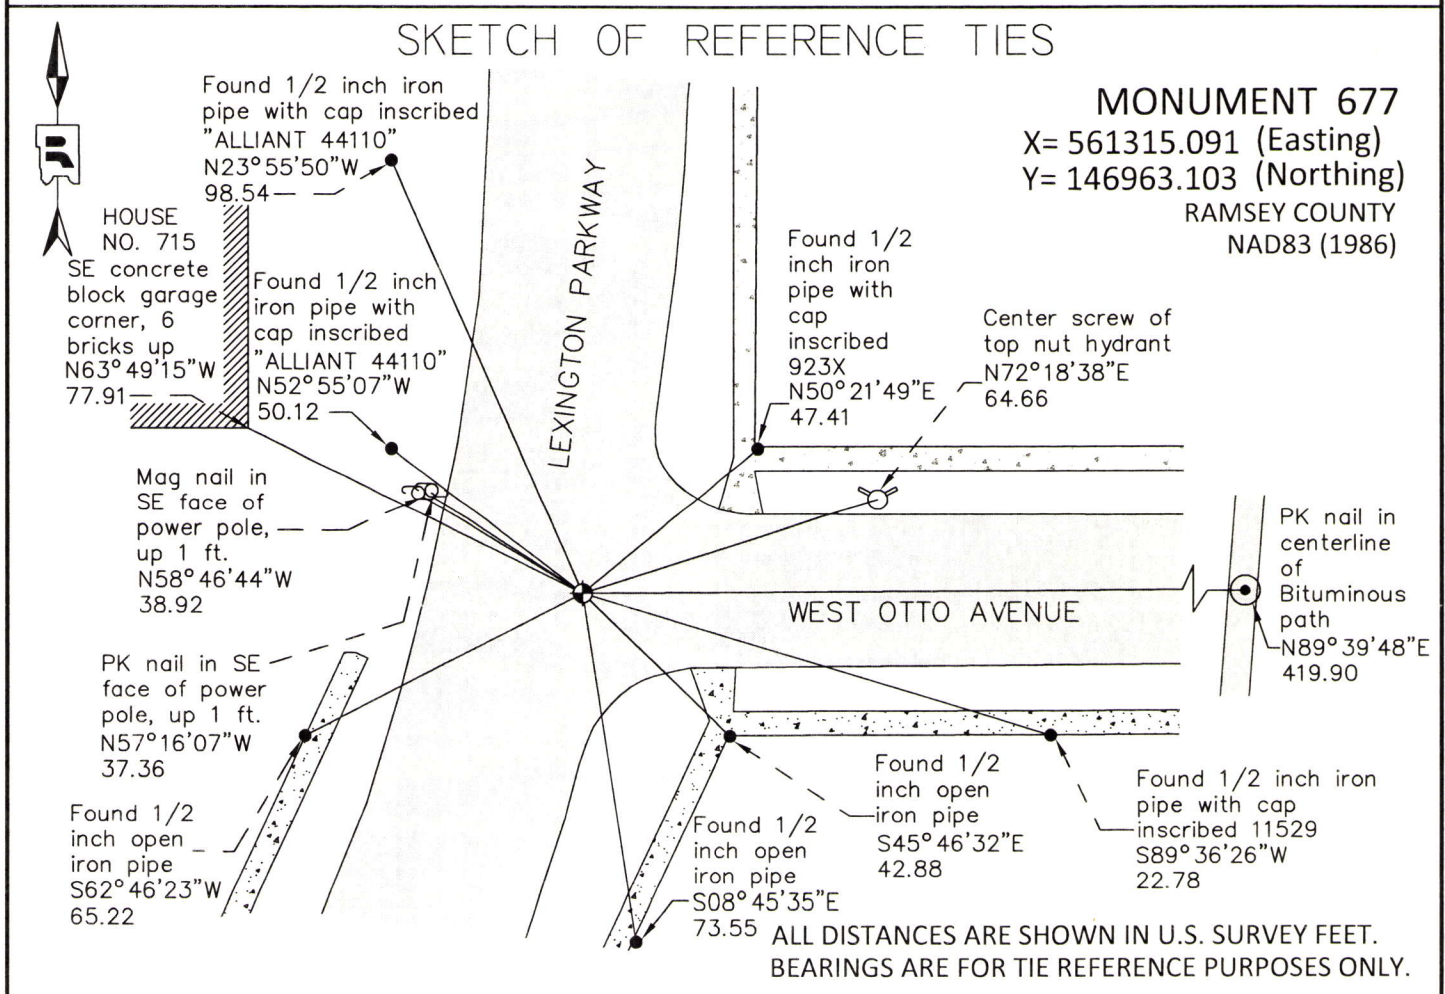 SKETCH OF REFERENCE TIES
MONUMENT 677
X= 561315.091 (Easting)
Y= 146963.103 (Northing)
RAMSEY COUNTY
NAD83 (1986)
R
Found 1/2 inch iron
pipe with cap inscribed
"ALLIANT 44110"
N23°55'50"W
98.54
HOUSE
NO. 715
SE concrete
block garage
corner, 6
bricks up
N63°49'15"W
77.91
Found 1/2 inch
iron pipe with
cap inscribed
"ALLIANT 44110"
N52°55'07"W
50.12
LEXINGTON PARKWAY
Found 1/2
inch iron
pipe with
cap
inscribed
923X
N50°21'49"E
47.41
Center screw of
top nut hydrant
N72°18'38"E
64.66
Mag nail in
SE face of
power pole,
up 1 ft.
N58°46'44"W
38.92
PK nail in
centerline
of
Bituminous
path
N89°39'48"E
419.90
WEST OTTO AVENUE
PK nail in SE
face of power
pole, up 1 ft.
N57°16'07"W
37.36
Found 1/2
inch open
iron pipe
S62°46'23"W
65.22
Found 1/2
inch open
iron pipe
S08°45'35"E
73.55
Found 1/2
inch open
iron pipe
S45°46'32"E
42.88
Found 1/2 inch iron
pipe with cap
inscribed 11529
S89°36'26"W
22.78
ALL DISTANCES ARE SHOWN IN U.S. SURVEY FEET.
BEARINGS ARE FOR TIE REFERENCE PURPOSES ONLY.